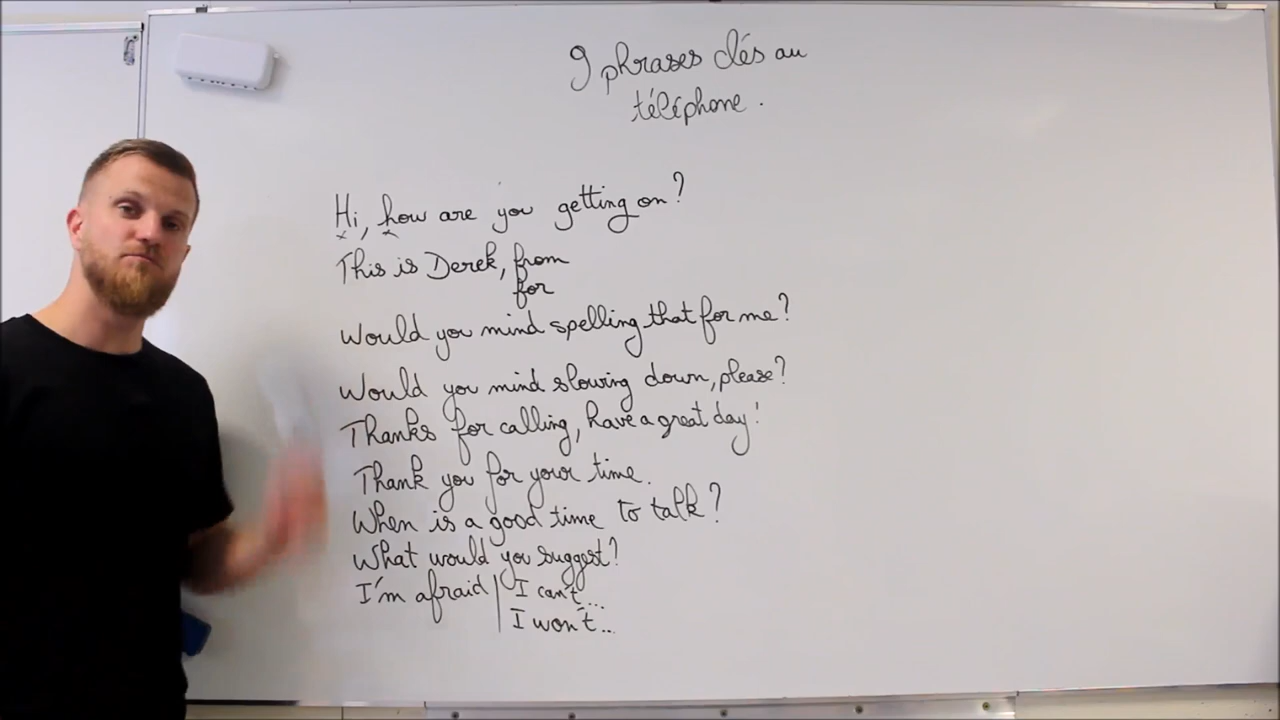 9 phrases clés au
téléphone.
Hi, how are you getting on?
This is Derek, from
for
Would you mind spelling that for me?
Would you mind slowing down, please?
Thanks for calling, have a great day!
Thank you for your time.
When is a good time to talk?
What would you suggest?
I'm afraid | I can't...
I won't...